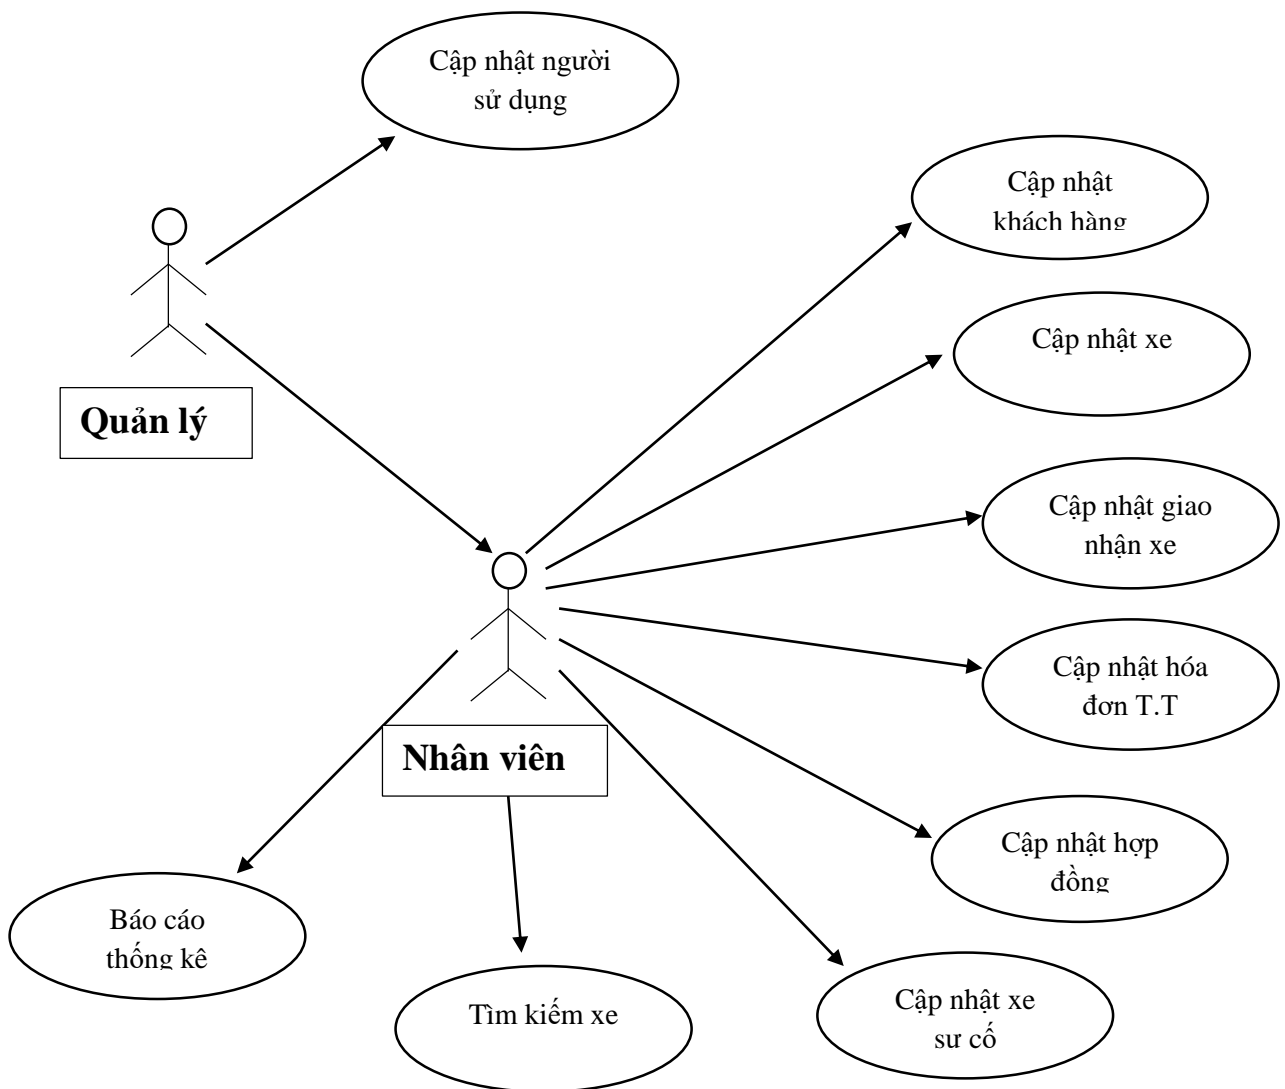 Cập nhật người
sử dụng
Cập nhật
khách hàng
Cập nhật xe
Quản lý
Cập nhật giao
nhận xe
Cập nhật hóa
đơn T.T
Nhân viên
Cập nhật hợp
đồng
Báo cáo
thống kê
Tìm kiếm xe
Cập nhật xe
sư cố